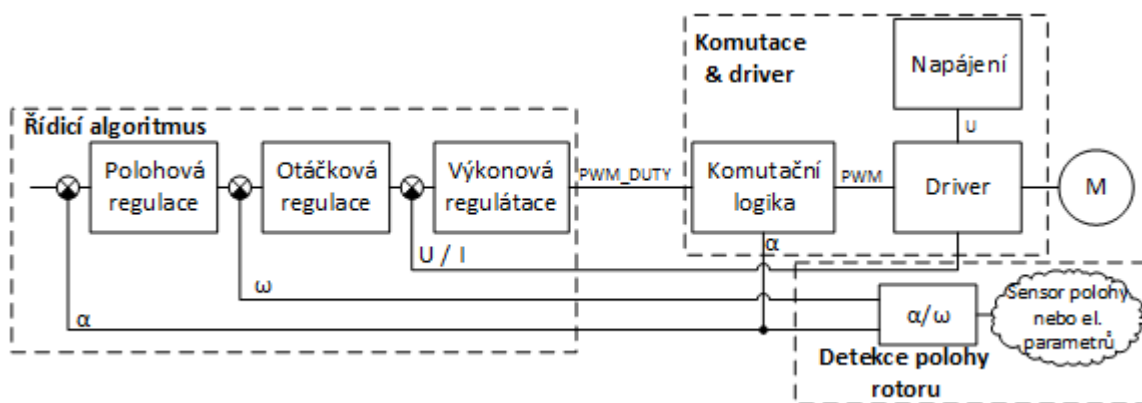 Komutace
& driver
Napájení
U
Řídicí algoritmus
Polohová
regulace
Otáčková
regulace
Výkonová
regulátace
PWM_DUTY
Komutační
logika
PWM
Driver
M
α
U / I
ω
α
α/ω
Sensor polohy
nebo el.
parametrů
Detekce polohy
rotoru